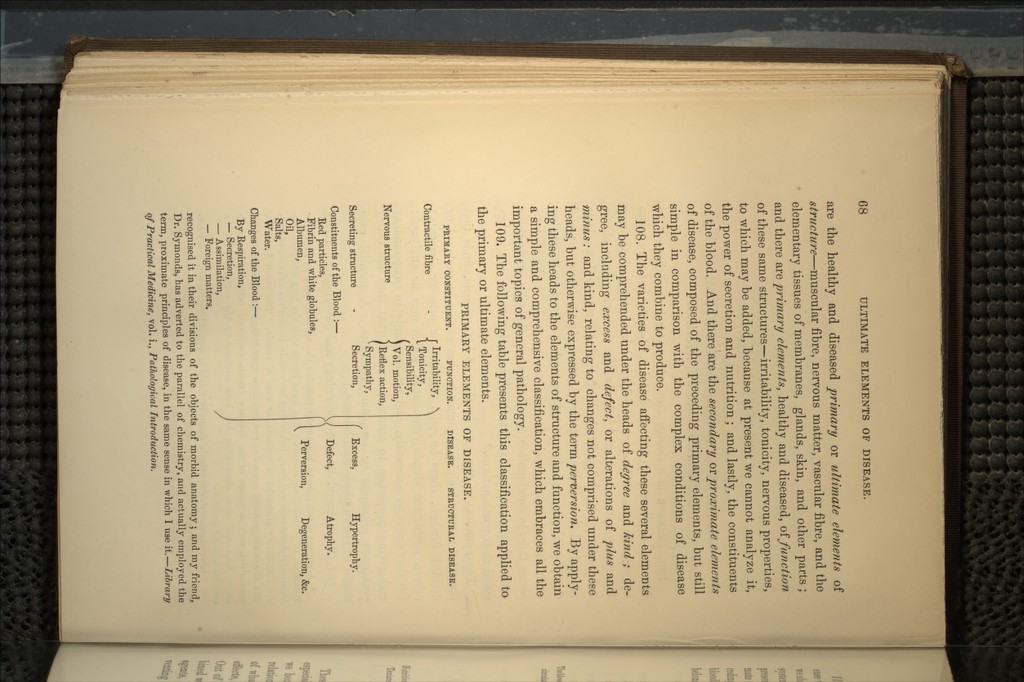 68 ULTIMATE ELEMENTS OF DISEASE.
are the healthy and diseased primary or ultimate elements of
structure—muscular fibre, nervous matter, vascular fibre, and the
elementary tissues of membranes, glands, skin, and other parts;
and there are primary elements, healthy and diseased, of function
of these same structures—irritability, tonicity, nervous properties,
to which may be added, because at present we cannot analyze it,
the power of secretion and nutrition; and lastly, the constituents
of the blood. And there are the secondary or proximate elements
of disease, composed of the preceding primary elements, but still
simple in comparison with the complex conditions of disease
which they combine to produce.
108. The varieties of disease affecting these several elements
may be comprehended under the heads of degree and kind; de-
gree, including excess and defect, or alterations of plus and
minus: and kind, relating to changes not comprised under these
heads, but otherwise expressed by the term perversion. By apply-
ing these heads to the elements of structure and function, we obtain
a simple and comprehensive classification, which embraces all the
important topics of general pathology.
109. The following table presents this classification applied to
the primary or ultimate elements.
PRIMARY ELEMENTS OF DISEASE.
PRIMARY CONSTITUENT. FUNCTION. DISEASE. STRUCTURAL DISEASE.
Contractile fibre - { Irritability,
Tonicity,
Nervous structure { Sensibility,
Vol. motion,
Reflex action,
Sympathy,
Secreting structure - Secretion, Excess, Hypertrophy.
Constituents of the Blood:—
Red particles, Defect, Atrophy.
Fibrin and white globules,
Albumen, Perversion, Degeneration, &c.
Oil,
Salts,
Water.
Changes of the Blood:—
By Respiration,
— Secretion,
— Assimilation,
— Foreign matters,
recognised it in their divisions of the objects of morbid anatomy; and my friend,
Dr. Symonds, has adverted to the parallel of chemistry, and actually employed the
term, proximate principles of disease, in the same sense in which I use it.—Library
of Practical Medicine, vol. i., Pathological Introduction.